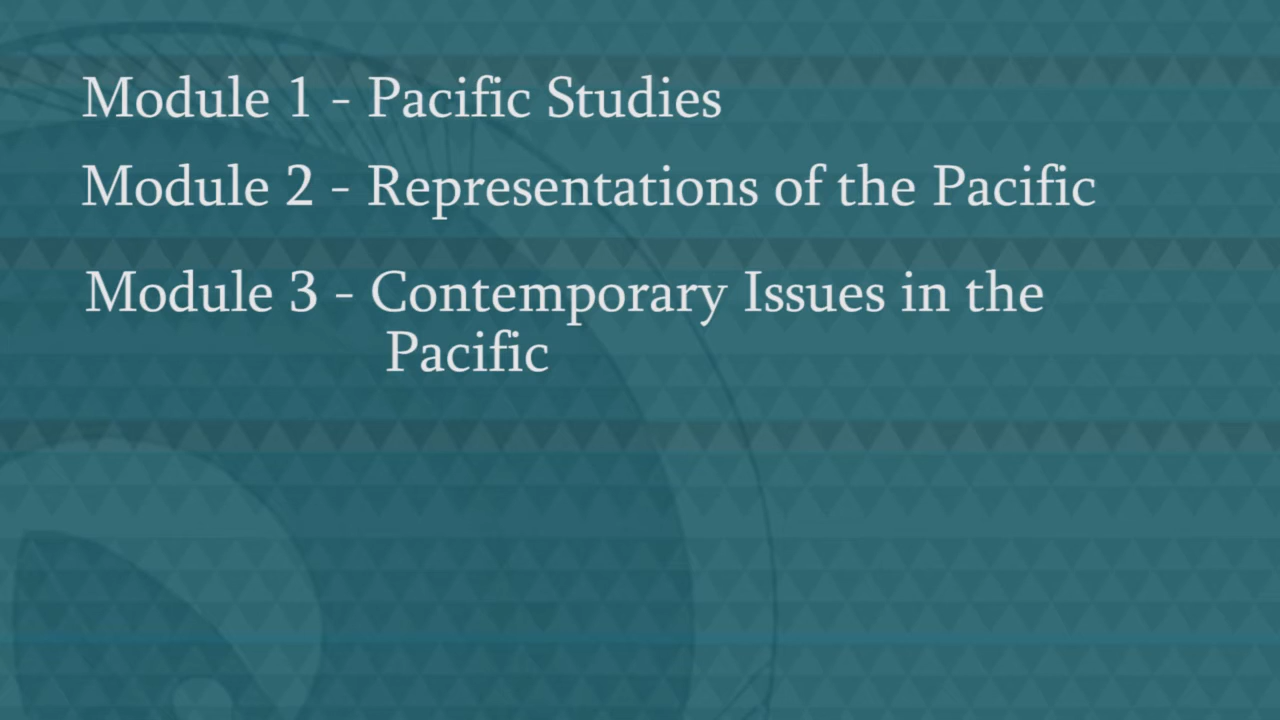 Module 1 - Pacific Studies
Module 2 - Representations of the Pacific
Module 3 - Contemporary Issues in the
Pacific